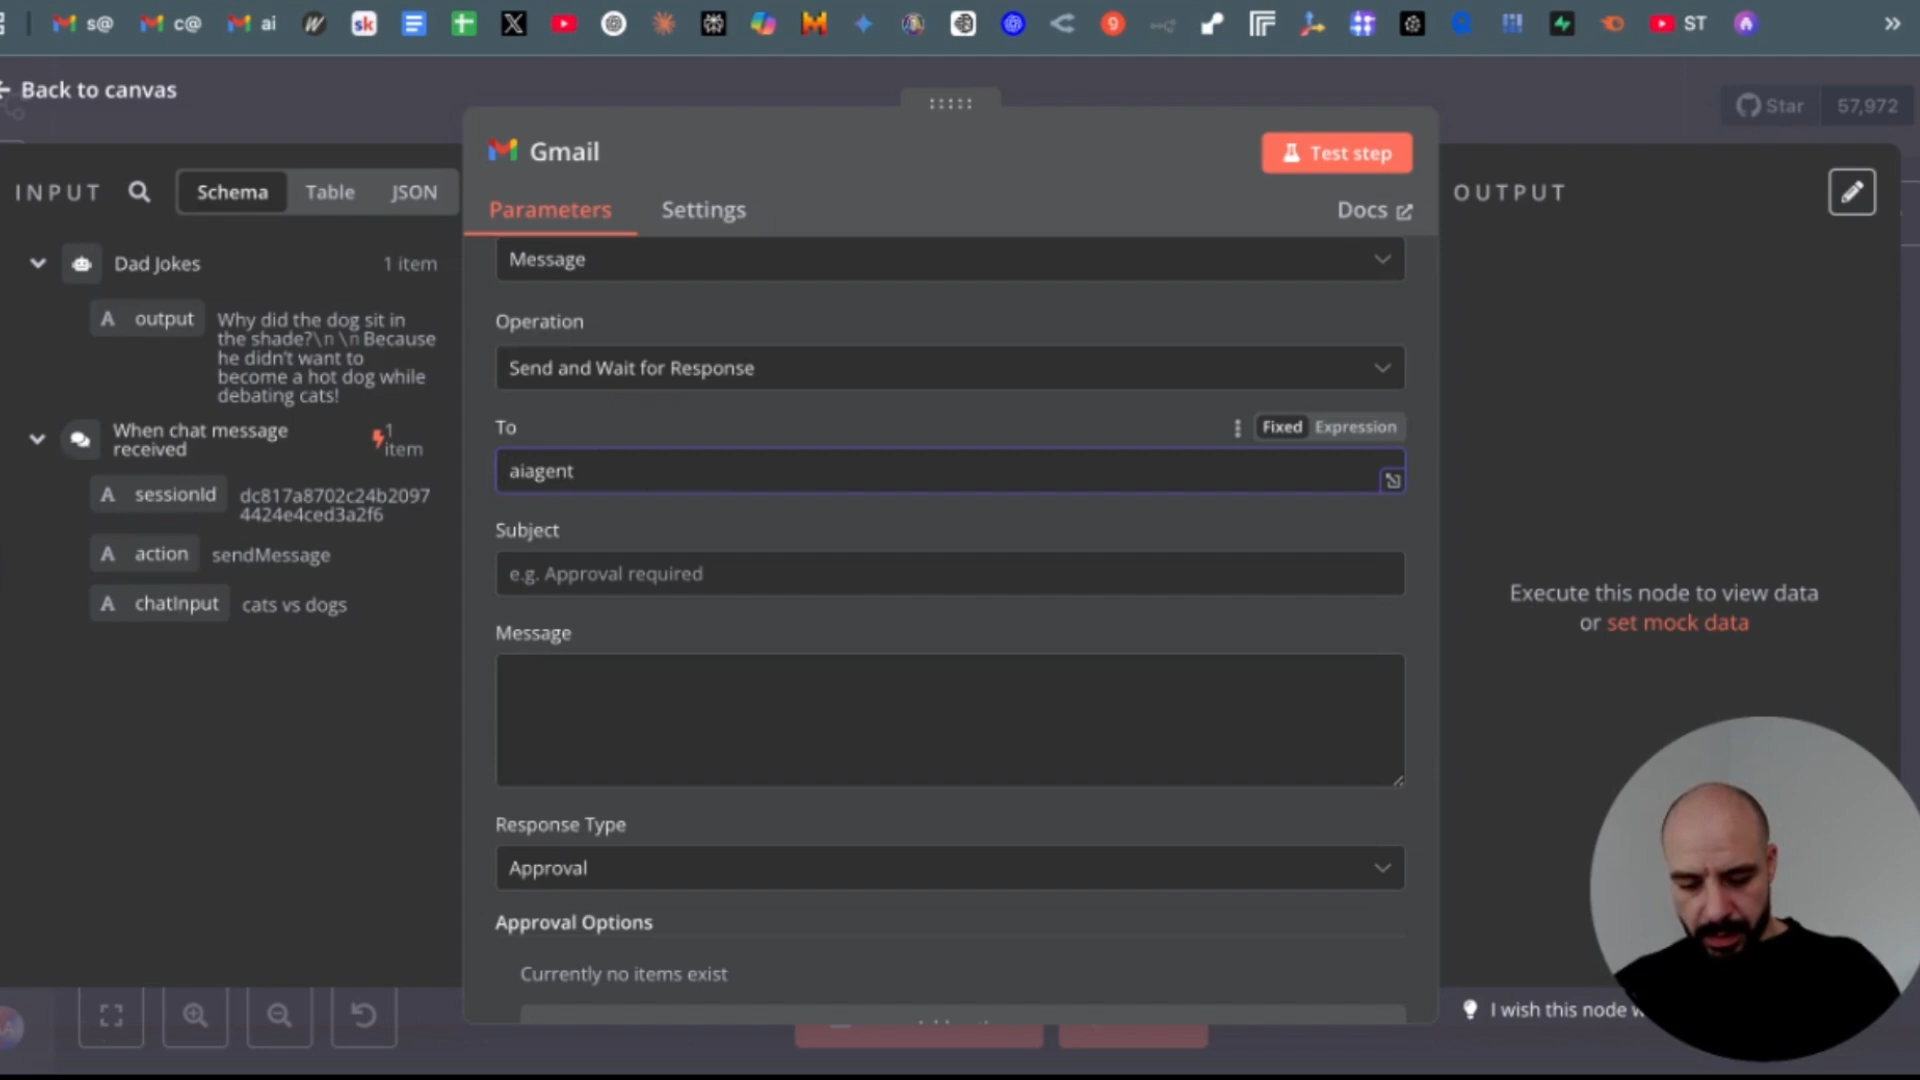 s@
c@
ai
sk
9
ST
Back to canvas
Star 57,972
INPUT
Schema Table JSON
Dad Jokes 1 item
A output
Why did the dog sit in
the shade?\n \n Because
he didn't want to
become a hot dog while
debating cats!
When chat message
received
1
item
A sessionId
dc817a8702c24b2097
4424e4ced3a2f6
A action sendMessage
A chatInput cats vs dogs
Gmail
Test step
Parameters Settings Docs
Message
Operation
Send and Wait for Response
To
Fixed Expression
aiagent
Subject
e.g. Approval required
Message
Response Type
Approval
Approval Options
Currently no items exist
OUTPUT
Execute this node to view data
or set mock data
I wish this node